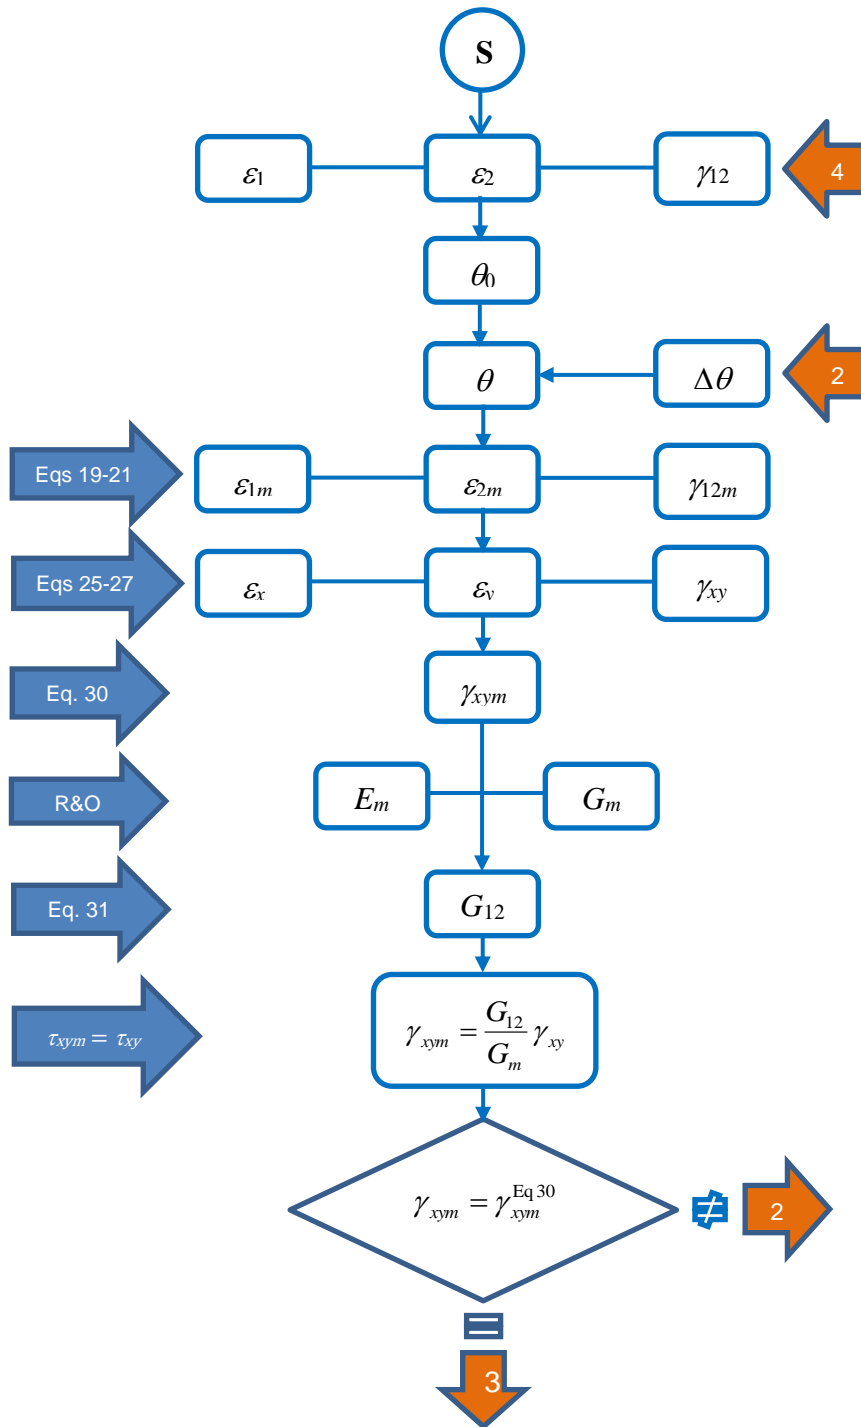 S
ε1 ε2 γ12 4
θ0
θ Δθ 2
Eqs 19-21 ε1m ε2m γ12m
Eqs 25-27 εx εy γxy
Eq. 30 γxym
R&O Em Gm
Eq. 31 G12
τxym = τxy γxym = G12/Gm γxy
γxym = γxym^Eq 30 ≠ 2
=
3